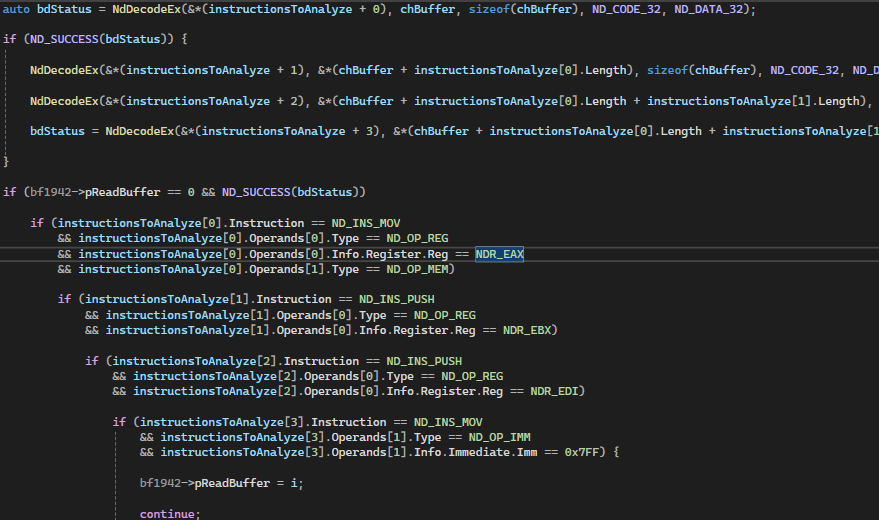 auto bdStatus = NdDecodeEx(&*(instructionsToAnalyze + 0), chBuffer, sizeof(chBuffer), ND_CODE_32, ND_DATA_32);
if (ND_SUCCESS(bdStatus)) {
NdDecodeEx(&*(instructionsToAnalyze + 1), &*(chBuffer + instructionsToAnalyze[0].Length), sizeof(chBuffer), ND_CODE_32, ND_D
NdDecodeEx(&*(instructionsToAnalyze + 2), &*(chBuffer + instructionsToAnalyze[0].Length + instructionsToAnalyze[1].Length),
bdStatus = NdDecodeEx(&*(instructionsToAnalyze + 3), &*(chBuffer + instructionsToAnalyze[0].Length + instructionsToAnalyze[1
}
if (bf1942->pReadBuffer == 0 && ND_SUCCESS(bdStatus))
if (instructionsToAnalyze[0].Instruction == ND_INS_MOV
&& instructionsToAnalyze[0].Operands[0].Type == ND_OP_REG
&& instructionsToAnalyze[0].Operands[0].Info.Register.Reg == NDR_EAX
&& instructionsToAnalyze[0].Operands[1].Type == ND_OP_MEM)
if (instructionsToAnalyze[1].Instruction == ND_INS_PUSH
&& instructionsToAnalyze[1].Operands[0].Type == ND_OP_REG
&& instructionsToAnalyze[1].Operands[0].Info.Register.Reg == NDR_EBX)
if (instructionsToAnalyze[2].Instruction == ND_INS_PUSH
&& instructionsToAnalyze[2].Operands[0].Type == ND_OP_REG
&& instructionsToAnalyze[2].Operands[0].Info.Register.Reg == NDR_EDI)
if (instructionsToAnalyze[3].Instruction == ND_INS_MOV
&& instructionsToAnalyze[3].Operands[1].Type == ND_OP_IMM
&& instructionsToAnalyze[3].Operands[1].Info.Immediate.Imm == 0x7FF) {
bf1942->pReadBuffer = i;
continue;